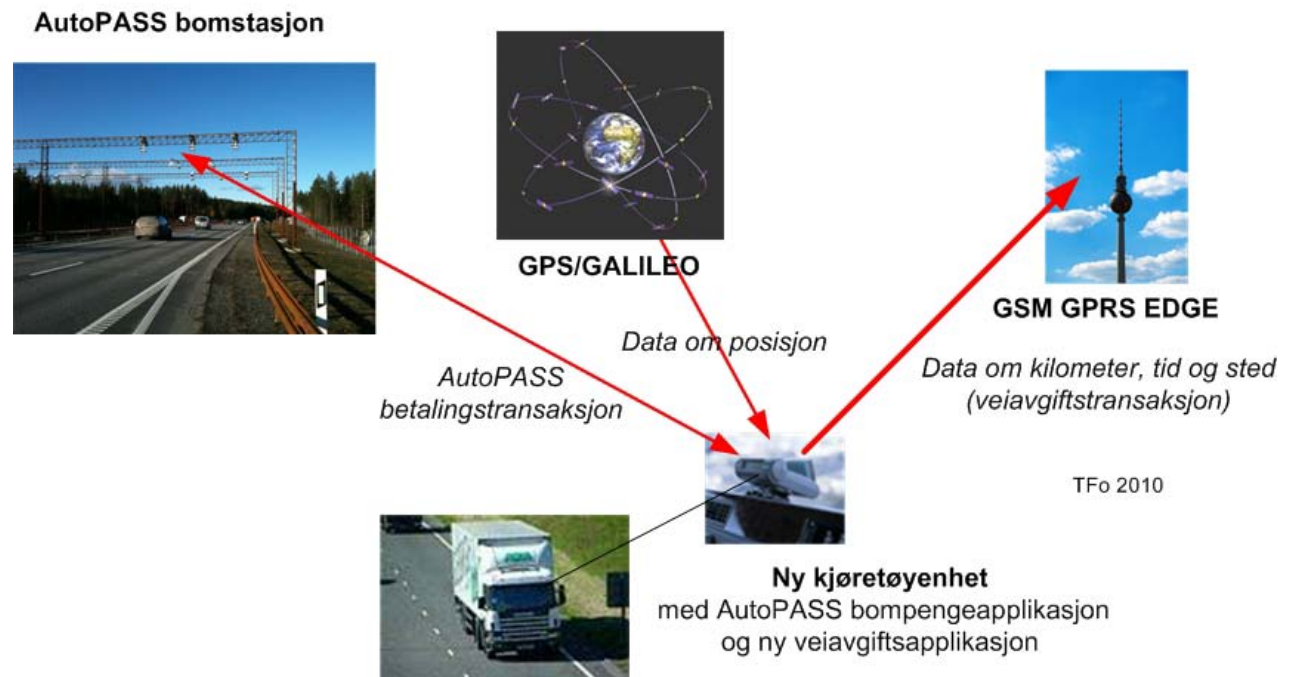 AutoPASS bomstasjon
GPS/GALILEO
GSM GPRS EDGE
Data om posisjon
Data om kilometer, tid og sted
(veiavgiftstransaksjon)
AutoPASS
betalingstransaksjon
TFo 2010
Ny kjøretøyenhet
med AutoPASS bompengeapplikasjon
og ny veiavgiftsapplikasjon